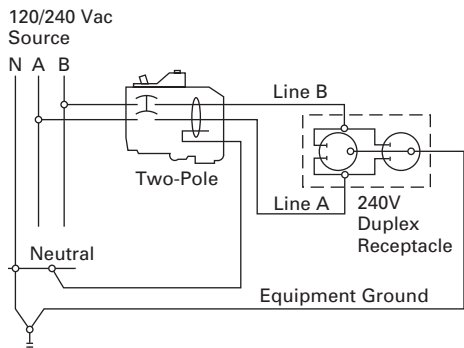 120/240 Vac
Source
N A B
Line B
Two-Pole
Line A
240V
Duplex
Receptacle
Neutral
Equipment Ground